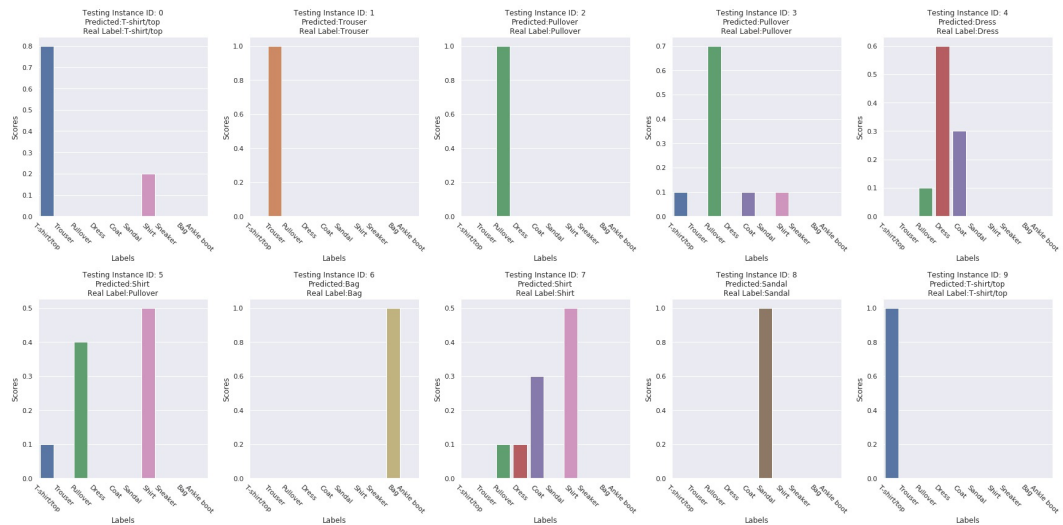 Testing Instance ID: 0
Predicted:T-shirt/top
Real Label:T-shirt/top
0.8
0.7
0.6
0.5
0.4
0.3
0.2
0.1
0.0
Scores
T-shirt/top
Trouser
Pullover
Dress
Coat
Sandal
Shirt
Sneaker
Bag
Ankle boot
Labels
Testing Instance ID: 1
Predicted:Trouser
Real Label:Trouser
1.0
0.8
0.6
0.4
0.2
0.0
Scores
T-shirt/top
Trouser
Pullover
Dress
Coat
Sandal
Shirt
Sneaker
Bag
Ankle boot
Labels
Testing Instance ID: 2
Predicted:Pullover
Real Label:Pullover
1.0
0.8
0.6
0.4
0.2
0.0
Scores
T-shirt/top
Trouser
Pullover
Dress
Coat
Sandal
Shirt
Sneaker
Bag
Ankle boot
Labels
Testing Instance ID: 3
Predicted:Pullover
Real Label:Pullover
0.7
0.6
0.5
0.4
0.3
0.2
0.1
0.0
Scores
T-shirt/top
Trouser
Pullover
Dress
Coat
Sandal
Shirt
Sneaker
Bag
Ankle boot
Labels
Testing Instance ID: 4
Predicted:Dress
Real Label:Dress
0.6
0.5
0.4
0.3
0.2
0.1
0.0
Scores
T-shirt/top
Trouser
Pullover
Dress
Coat
Sandal
Shirt
Sneaker
Bag
Ankle boot
Labels
Testing Instance ID: 5
Predicted:Shirt
Real Label:Pullover
0.5
0.4
0.3
0.2
0.1
0.0
Scores
T-shirt/top
Trouser
Pullover
Dress
Coat
Sandal
Shirt
Sneaker
Bag
Ankle boot
Labels
Testing Instance ID: 6
Predicted:Bag
Real Label:Bag
1.0
0.8
0.6
0.4
0.2
0.0
Scores
T-shirt/top
Trouser
Pullover
Dress
Coat
Sandal
Shirt
Sneaker
Bag
Ankle boot
Labels
Testing Instance ID: 7
Predicted:Shirt
Real Label:Shirt
0.5
0.4
0.3
0.2
0.1
0.0
Scores
T-shirt/top
Trouser
Pullover
Dress
Coat
Sandal
Shirt
Sneaker
Bag
Ankle boot
Labels
Testing Instance ID: 8
Predicted:Sandal
Real Label:Sandal
1.0
0.8
0.6
0.4
0.2
0.0
Scores
T-shirt/top
Trouser
Pullover
Dress
Coat
Sandal
Shirt
Sneaker
Bag
Ankle boot
Labels
Testing Instance ID: 9
Predicted:T-shirt/top
Real Label:T-shirt/top
1.0
0.8
0.6
0.4
0.2
0.0
Scores
T-shirt/top
Trouser
Pullover
Dress
Coat
Sandal
Shirt
Sneaker
Bag
Ankle boot
Labels